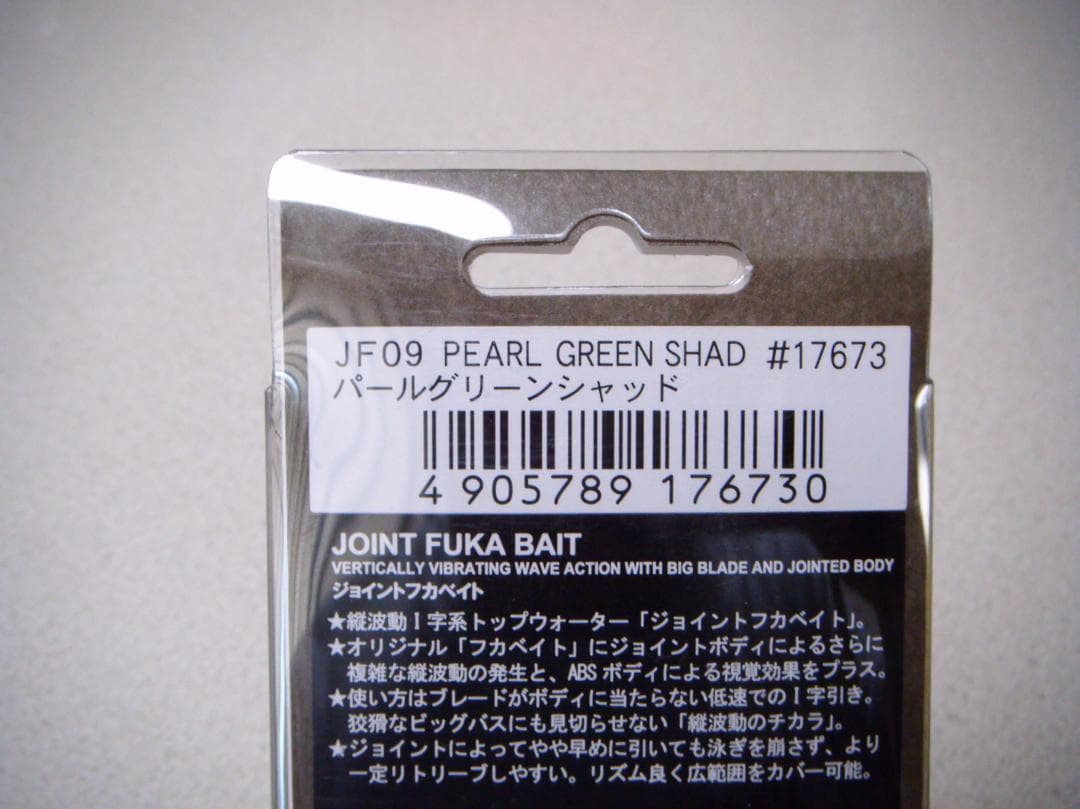 JF09 PEARL GREEN SHAD #17673
パールグリーンシャッド
4 905789 176730
JOINT FUKA BAIT
VERTICALLY VIBRATING WAVE ACTION WITH BIG BLADE AND JOINTED BODY
ジョイントフカベイト
★縦波動I字系トップウォーター「ジョイントフカベイト」。
★オリジナル「フカベイト」にジョイントボディによるさらに
複雑な縦波動の発生と、ABSボディによる視覚効果をプラス。
★使い方はブレードがボディに当たらない低速でのI字引き。
狡猾なビッグバスにも見切らせない「縦波動のチカラ」。
★ジョイントによってやや早めに引いても泳ぎを崩さず、より
一定リトリーブしやすい。リズム良く広範囲をカバー可能。